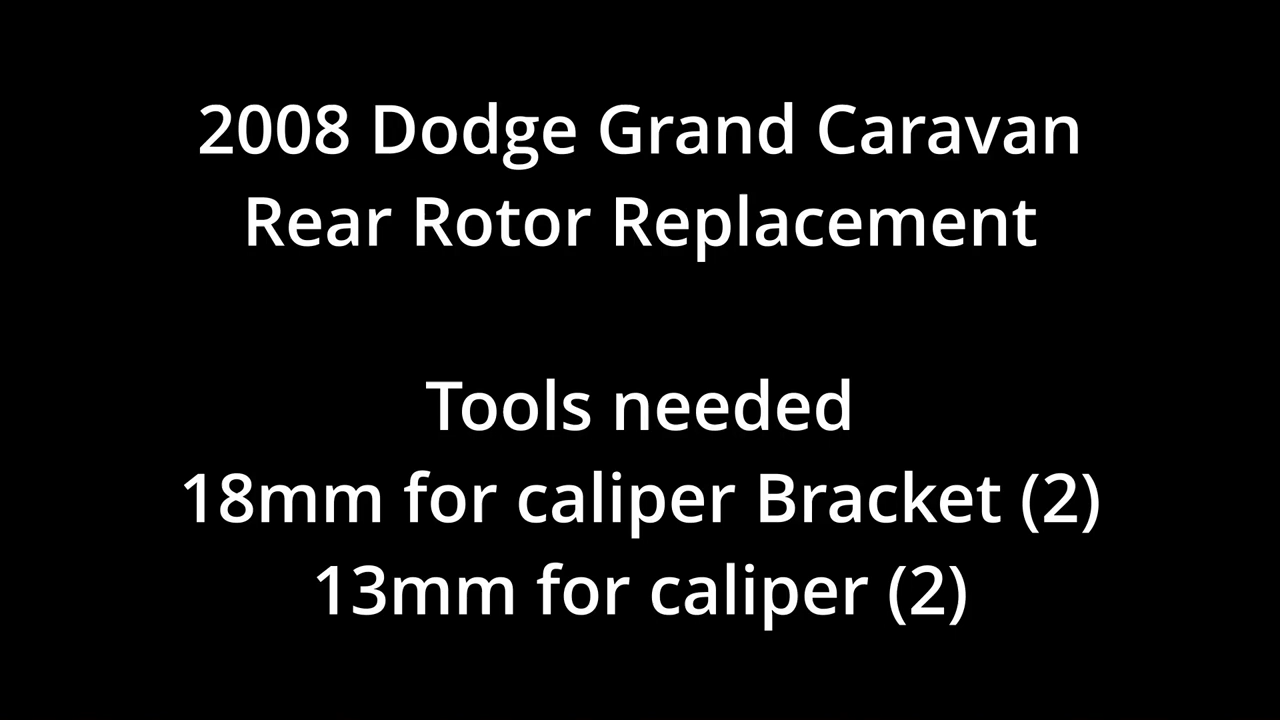 2008 Dodge Grand Caravan
Rear Rotor Replacement
Tools needed
18mm for caliper Bracket (2)
13mm for caliper (2)